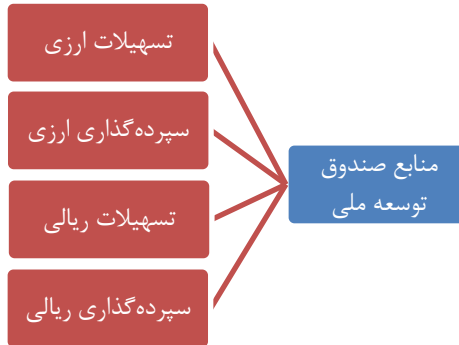 منابع صندوق
توسعه ملی
تسهیلات ارزی
سپرده‌گذاری ارزی
تسهیلات ریالی
سپرده‌گذاری ریالی